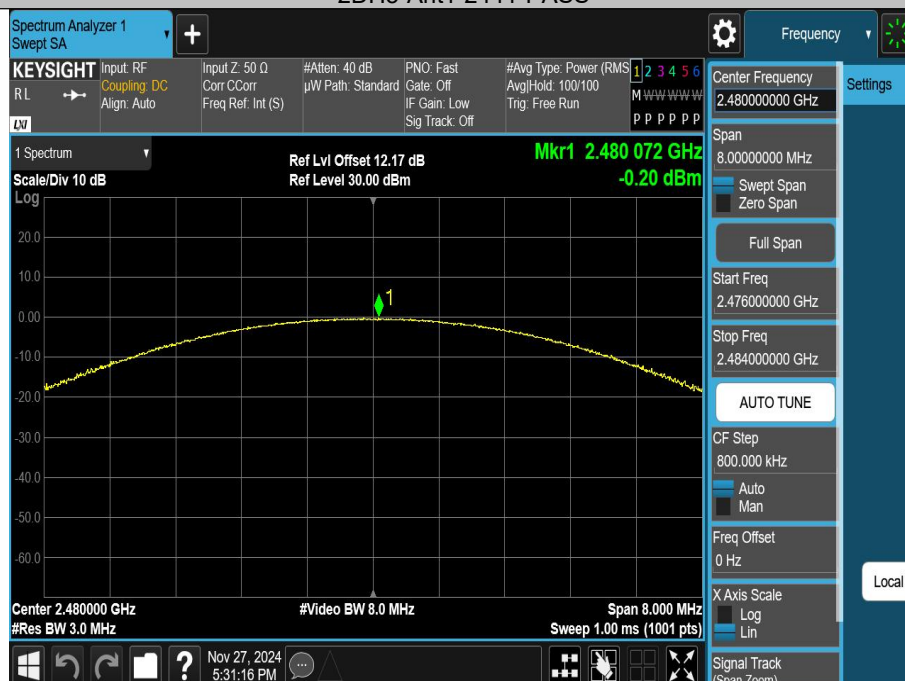 Spectrum Analyzer 1
Swept SA
Frequency
KEYSIGHT
RL
LXI
Input: RF
Coupling: DC
Align: Auto
Input Z: 50 Ω
Corr CCorr
Freq Ref: Int (S)
#Atten: 40 dB
µW Path: Standard
PNO: Fast
Gate: Off
IF Gain: Low
Sig Track: Off
#Avg Type: Power (RMS
Avg|Hold: 100/100
Trig: Free Run
1 2 3 4 5 6
M W W W W W
P P P P P P
1 Spectrum
Scale/Div 10 dB
Log
Ref Lvl Offset 12.17 dB
Ref Level 30.00 dBm
Mkr1 2.480 072 GHz
-0.20 dBm
20.0
10.0
0.00
-10.0
-20.0
-30.0
-40.0
-50.0
-60.0
1
Center 2.480000 GHz
#Res BW 3.0 MHz
#Video BW 8.0 MHz
Span 8.000 MHz
Sweep 1.00 ms (1001 pts)
Center Frequency
2.480000000 GHz
Settings
Span
8.00000000 MHz
Swept Span
Zero Span
Full Span
Start Freq
2.476000000 GHz
Stop Freq
2.484000000 GHz
AUTO TUNE
CF Step
800.000 kHz
Auto
Man
Freq Offset
0 Hz
X Axis Scale
Log
Lin
Local
Signal Track
(Span Zoom)
?
Nov 27, 2024
5:31:16 PM